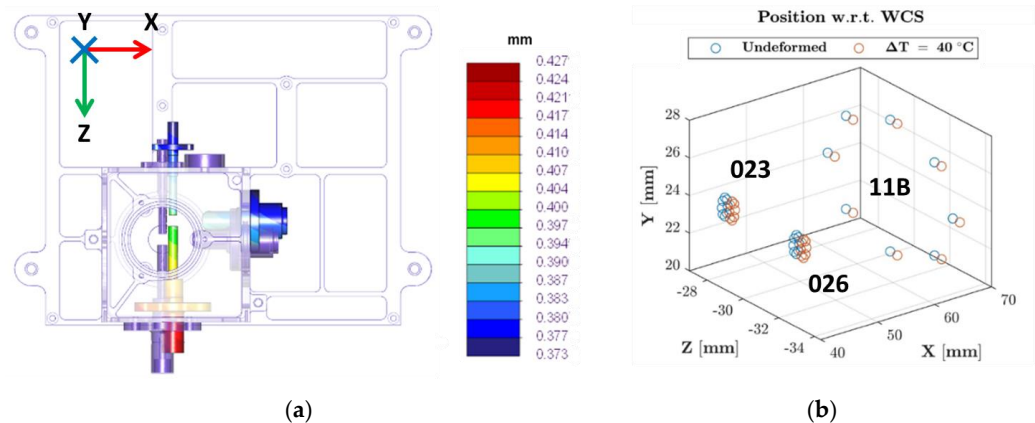 Y X
Z
mm
0.427
0.424
0.421
0.417
0.414
0.410
0.407
0.404
0.400
0.397
0.394
0.390
0.387
0.383
0.380
0.377
0.373
(a)
Position w.r.t. WCS
Undeformed ΔT = 40 °C
28
26
24
22
20
Y [mm]
023
11B
026
-28
-30
-32
-34
Z [mm]
40
50
60
70
X [mm]
(b)